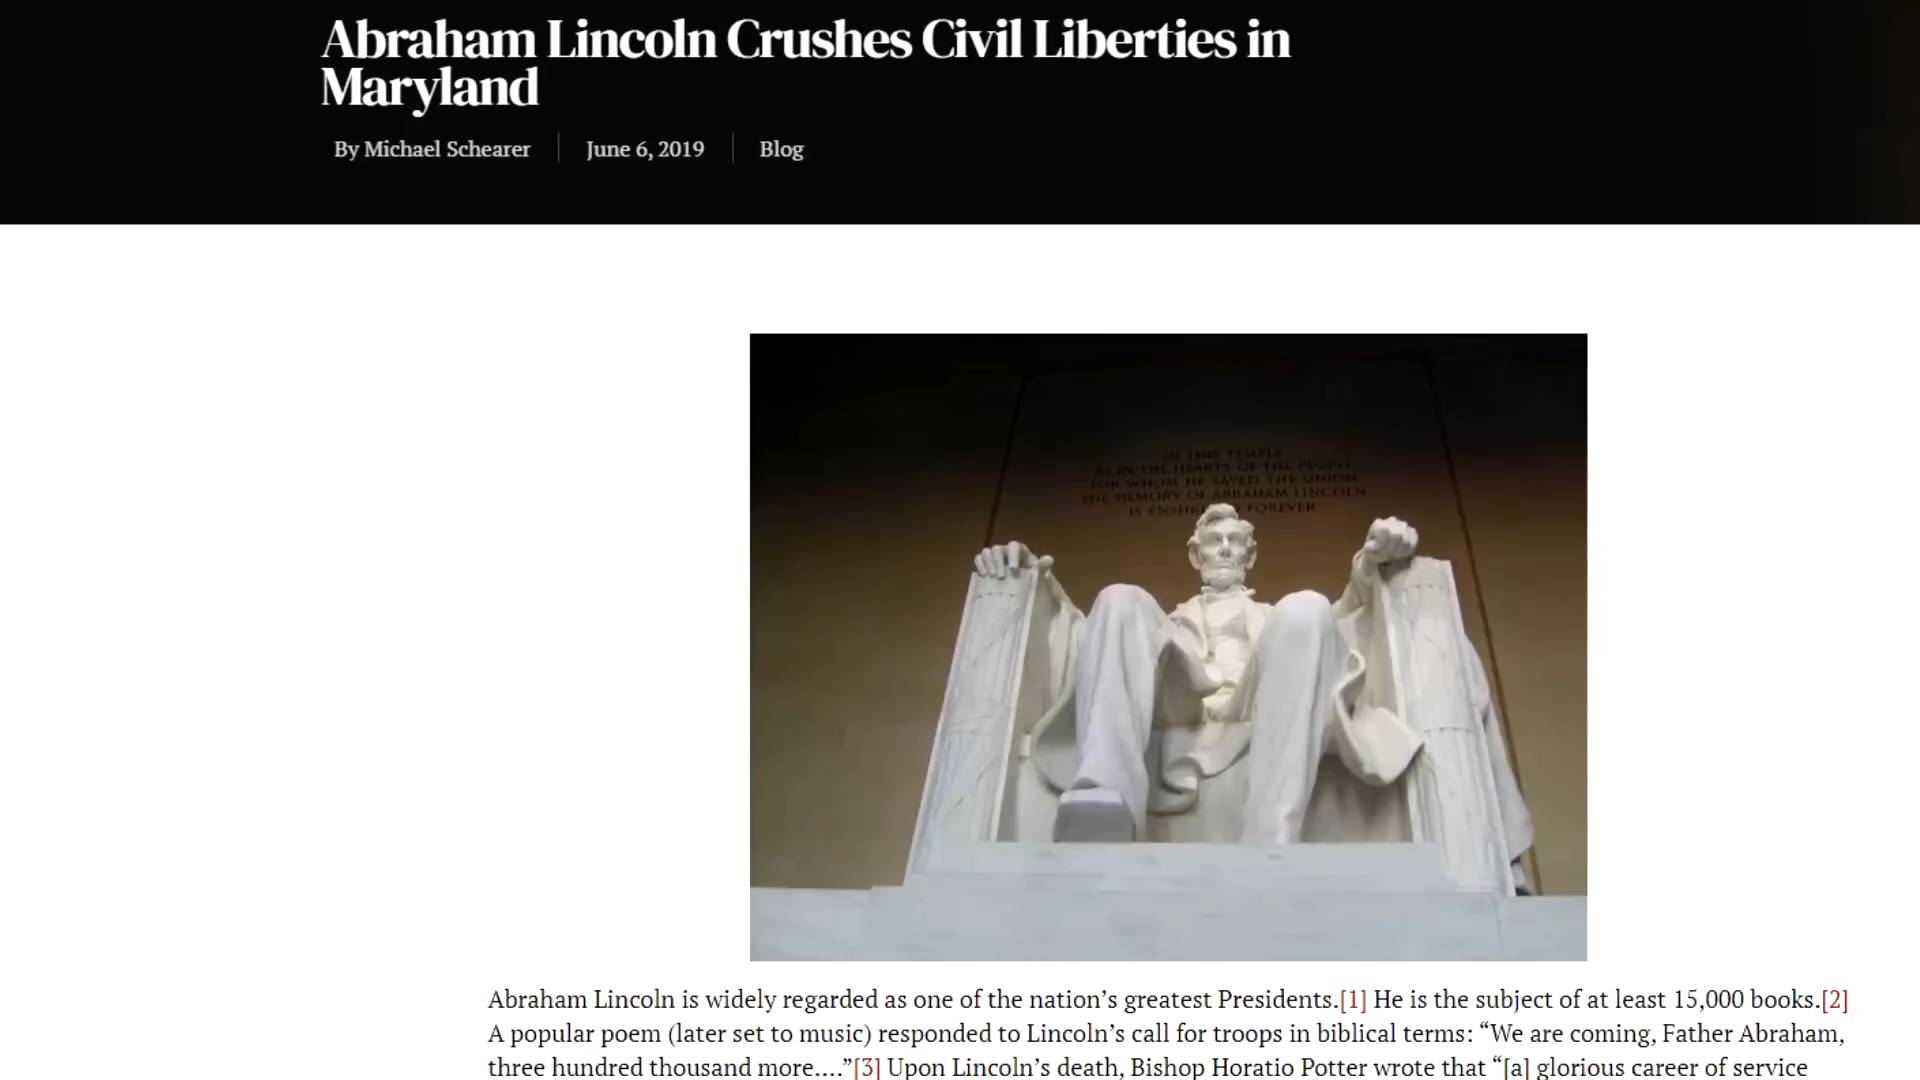 Abraham Lincoln Crushes Civil Liberties in
Maryland
By Michael Schearer
June 6, 2019
Blog
IN THIS TEMPLE
AS IN THE HEARTS OF THE PEOPLE
FOR WHOM HE SAVED THE UNION
THE MEMORY OF ABRAHAM LINCOLN
IS FOREVER
Abraham Lincoln is widely regarded as one of the nation’s greatest Presidents.[1] He is the subject of at least 15,000 books.[2]
A popular poem (later set to music) responded to Lincoln’s call for troops in biblical terms: “We are coming, Father Abraham,
three hundred thousand more….”[3] Upon Lincoln’s death, Bishop Horatio Potter wrote that “[a] glorious career of service